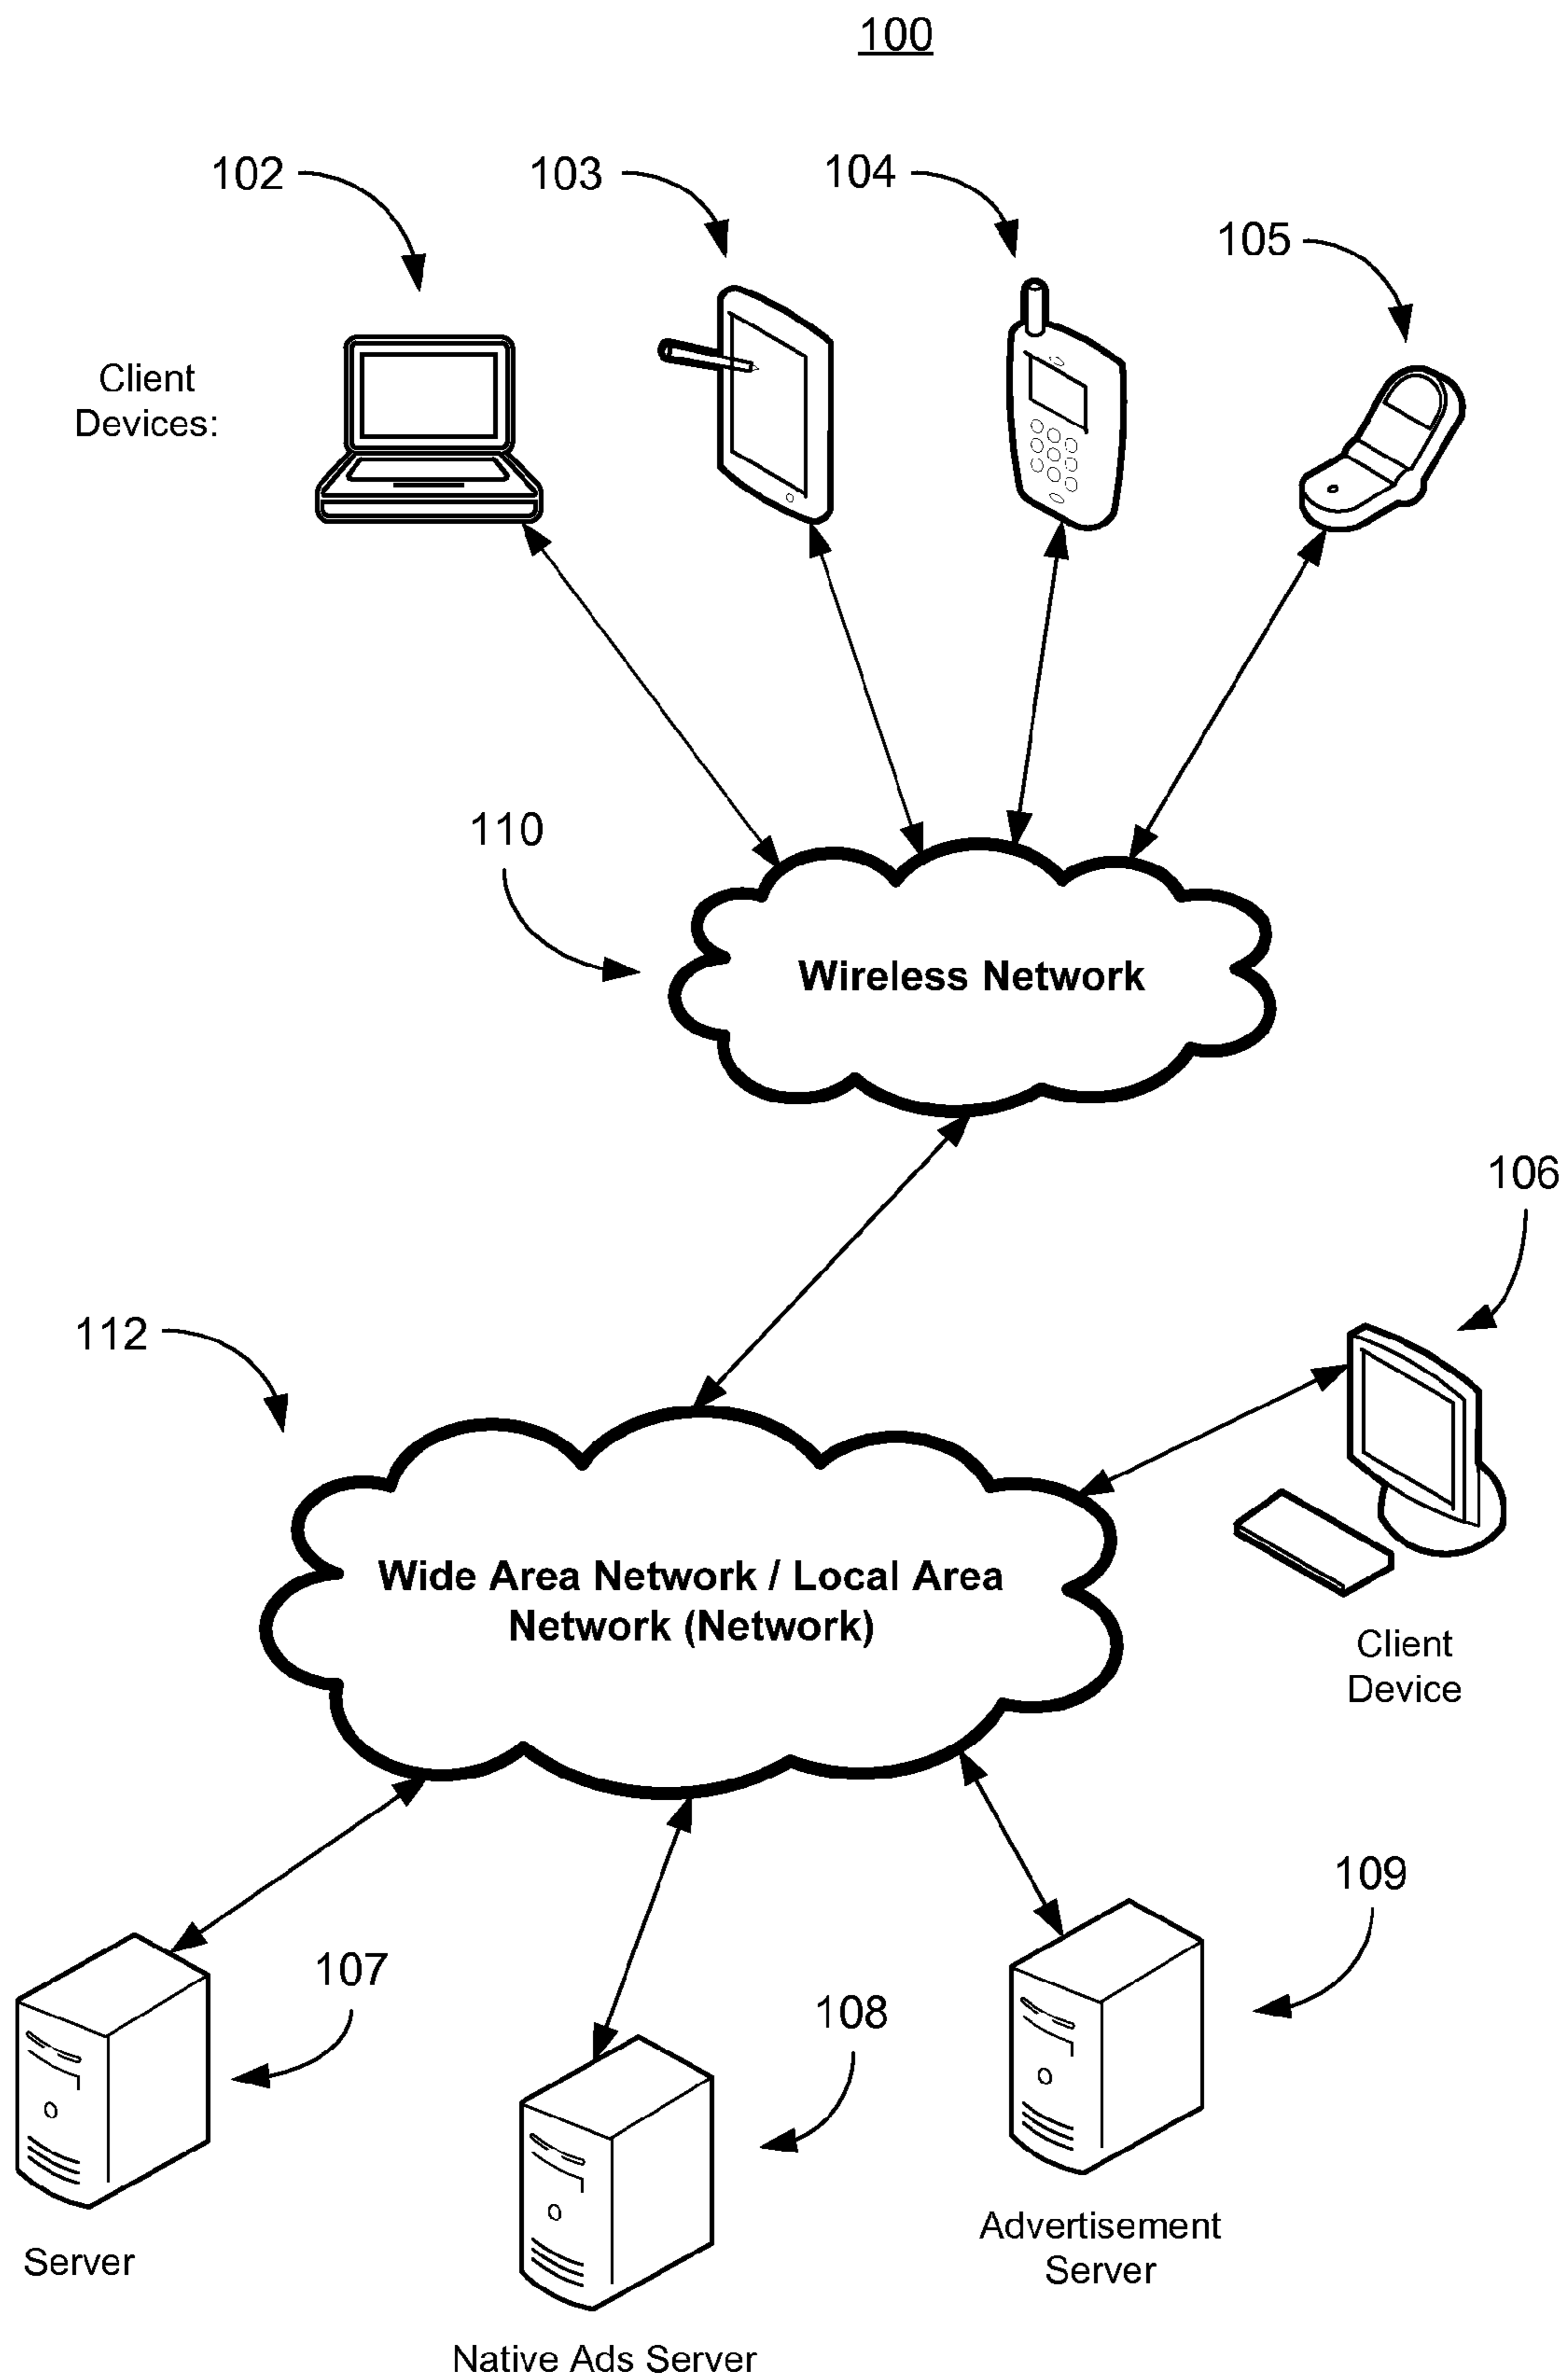 100
102
103
104
105
Client
Devices:
110
Wireless Network
106
112
Wide Area Network / Local Area
Network (Network)
Client
Device
109
107
108
Advertisement
Server
Server
Native Ads Server